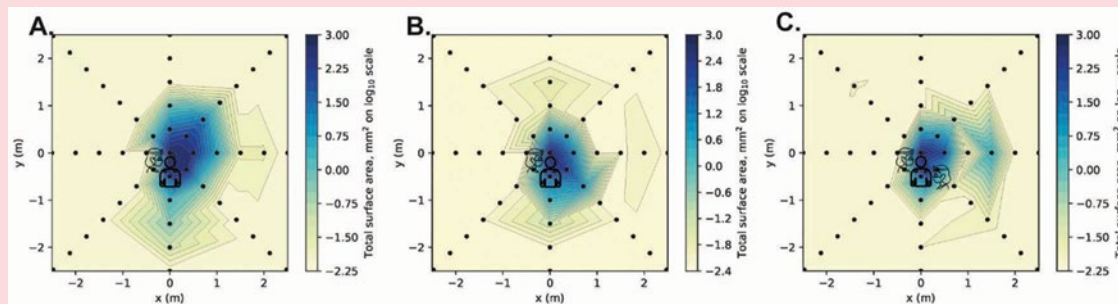 A.
2
1
0
−1
−2
y (m)
−2 −1 0 1 2
x (m)
3.00
2.25
1.50
0.75
0.00
−0.75
−1.50
−2.25
Total surface area, mm² on log₁₀ scale
B.
2
1
0
−1
−2
y (m)
−2 −1 0 1 2
x (m)
3.0
2.4
1.8
1.2
0.6
0.0
−0.6
−1.2
−1.8
−2.4
Total surface area, mm² on log₁₀ scale
C.
2
1
0
−1
−2
y (m)
−2 −1 0 1 2
x (m)
3.00
2.25
1.50
0.75
0.00
−0.75
−1.50
−2.25